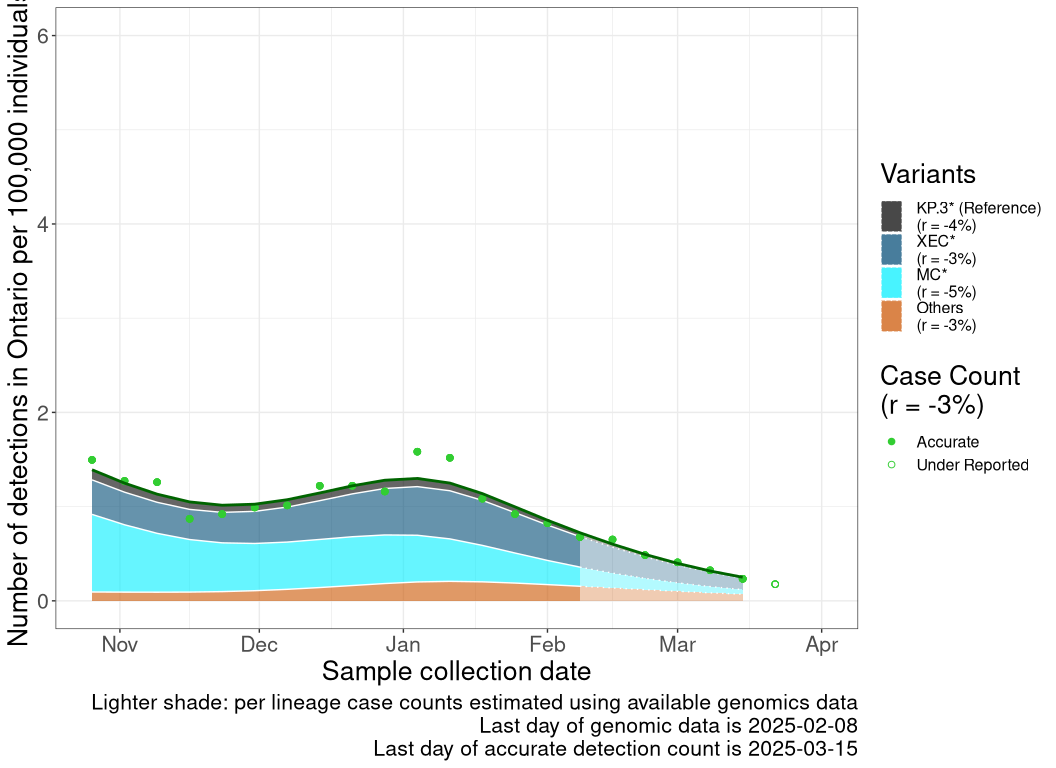 Number of detections in Ontario per 100,000 individuals
6
4
2
0
Nov
Dec
Jan
Feb
Mar
Apr
Sample collection date
Lighter shade: per lineage case counts estimated using available genomics data
Last day of genomic data is 2025-02-08
Last day of accurate detection count is 2025-03-15
Variants
KP.3* (Reference)
(r = -4%)
XEC*
(r = -3%)
MC*
(r = -5%)
Others
(r = -3%)
Case Count
(r = -3%)
Accurate
Under Reported